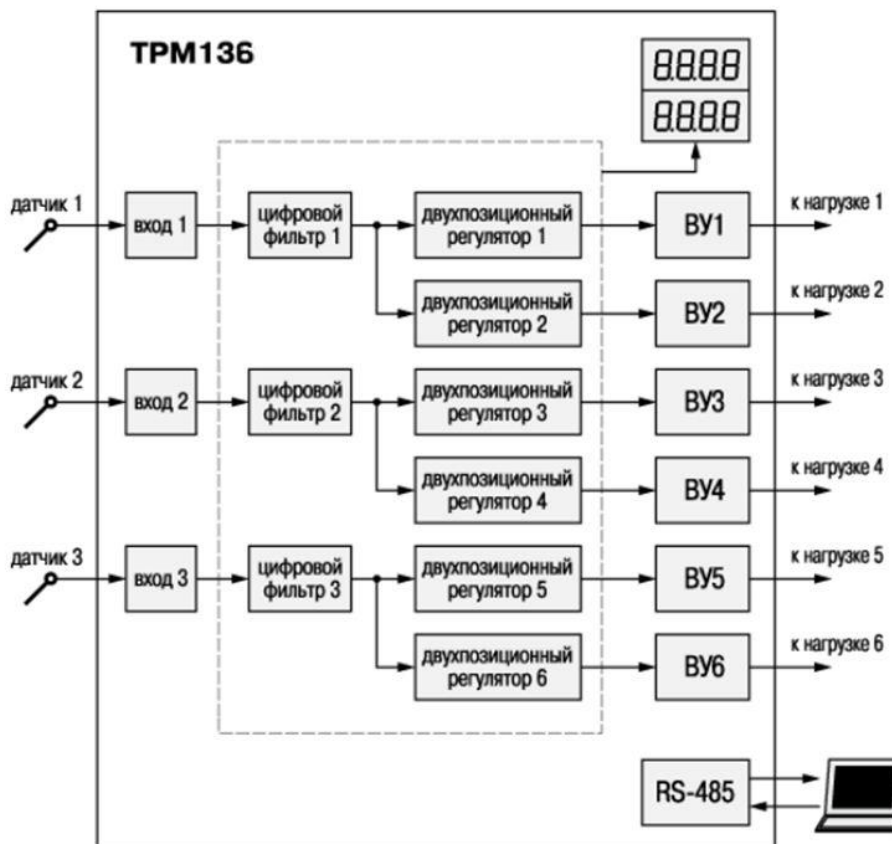 ТРМ136
8.8.8.8
8.8.8.8
датчик 1
вход 1
цифровой
фильтр 1
двухпозиционный
регулятор 1
ВУ1
к нагрузке 1
двухпозиционный
регулятор 2
ВУ2
к нагрузке 2
датчик 2
вход 2
цифровой
фильтр 2
двухпозиционный
регулятор 3
ВУ3
к нагрузке 3
двухпозиционный
регулятор 4
ВУ4
к нагрузке 4
датчик 3
вход 3
цифровой
фильтр 3
двухпозиционный
регулятор 5
ВУ5
к нагрузке 5
двухпозиционный
регулятор 6
ВУ6
к нагрузке 6
RS-485